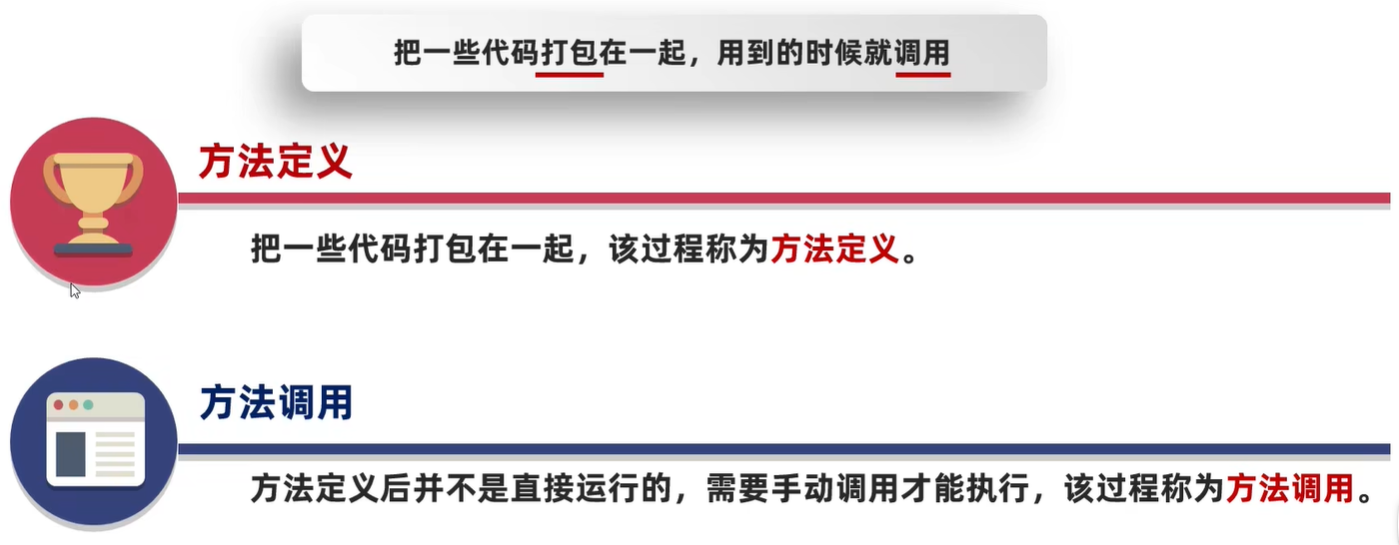 把一些代码打包在一起，用到的时候就调用
方法定义
把一些代码打包在一起，该过程称为方法定义。
方法调用
方法定义后并不是直接运行的，需要手动调用才能执行，该过程称为方法调用。